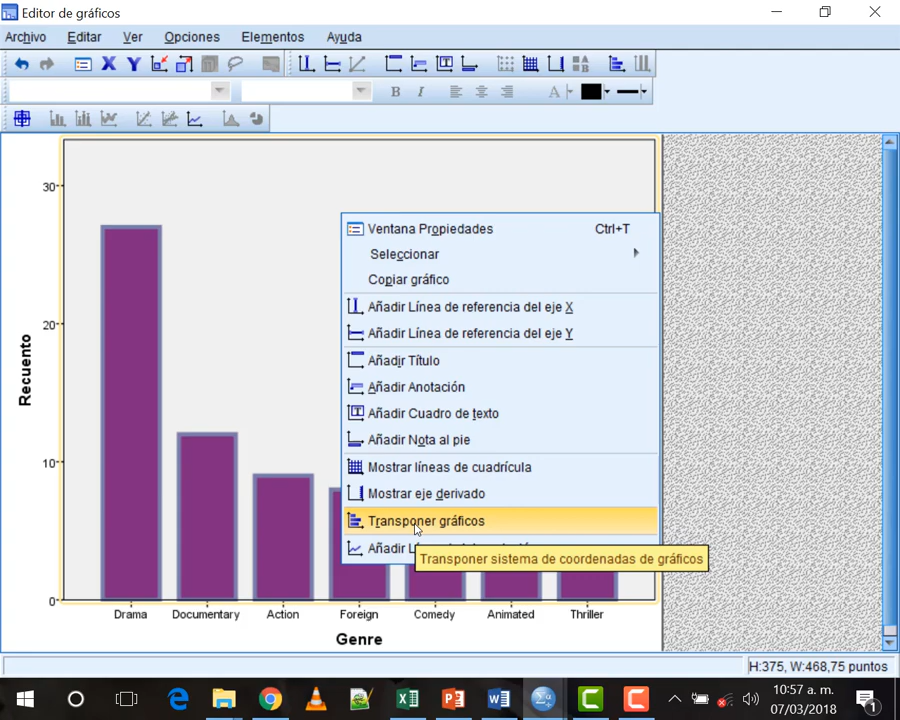 Editor de gráficos
Archivo Editar Ver Opciones Elementos Ayuda
X Y
B I A
30
20
10
0
Recuento
Drama Documentary Action Foreign Comedy Animated Thriller
Genre
Ventana Propiedades Ctrl+T
Seleccionar
Copiar gráfico
Añadir Línea de referencia del eje X
Añadir Línea de referencia del eje Y
Añadir Título
Añadir Anotación
Añadir Cuadro de texto
Añadir Nota al pie
Mostrar líneas de cuadrícula
Mostrar eje derivado
Transponer gráficos
Añadir
Transponer sistema de coordenadas de gráficos
H:375, W:468,75 puntos
10:57 a. m.
07/03/2018
1